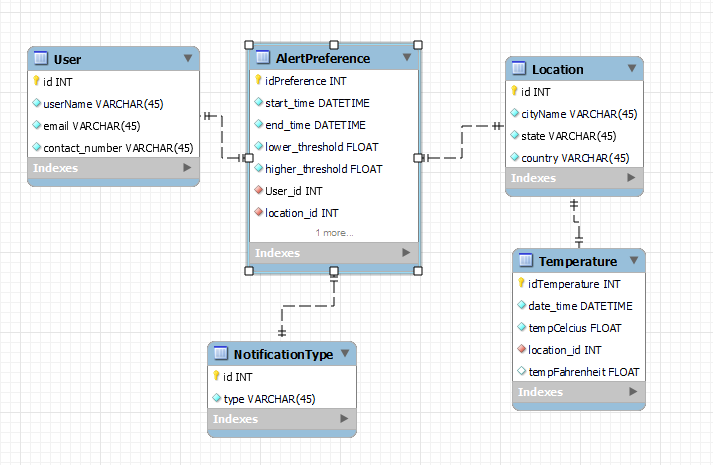 User
id INT
userName VARCHAR(45)
email VARCHAR(45)
contact_number VARCHAR(45)
Indexes
AlertPreference
idPreference INT
start_time DATETIME
end_time DATETIME
lower_threshold FLOAT
higher_threshold FLOAT
User_id INT
location_id INT
1 more...
Indexes
Location
id INT
cityName VARCHAR(45)
state VARCHAR(45)
country VARCHAR(45)
Indexes
Temperature
idTemperature INT
date_time DATETIME
tempCelcius FLOAT
location_id INT
tempFahrenheit FLOAT
Indexes
NotificationType
id INT
type VARCHAR(45)
Indexes